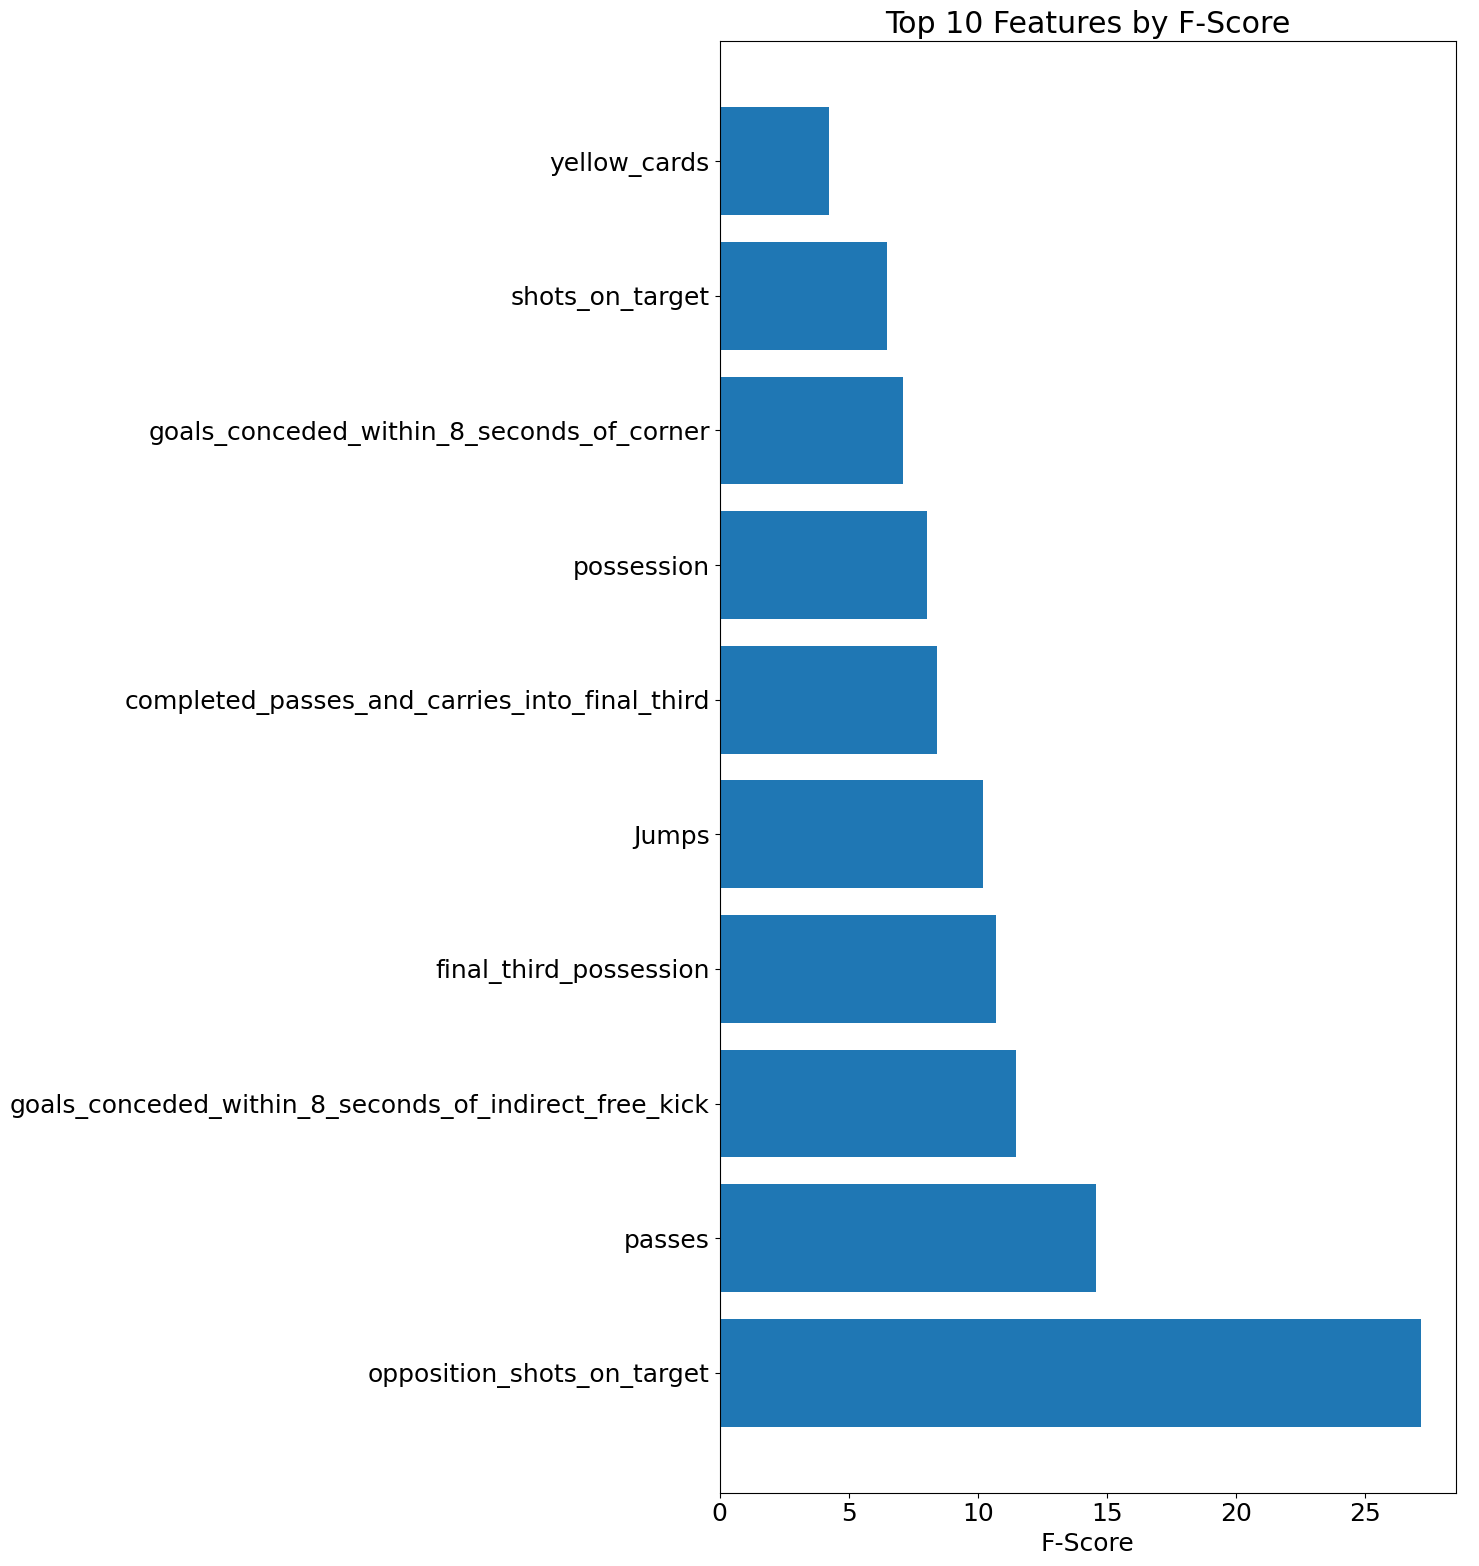 Top 10 Features by F-Score
yellow_cards
shots_on_target
goals_conceded_within_8_seconds_of_corner
possession
completed_passes_and_carries_into_final_third
Jumps
final_third_possession
goals_conceded_within_8_seconds_of_indirect_free_kick
passes
opposition_shots_on_target
0 5 10 15 20 25
F-Score